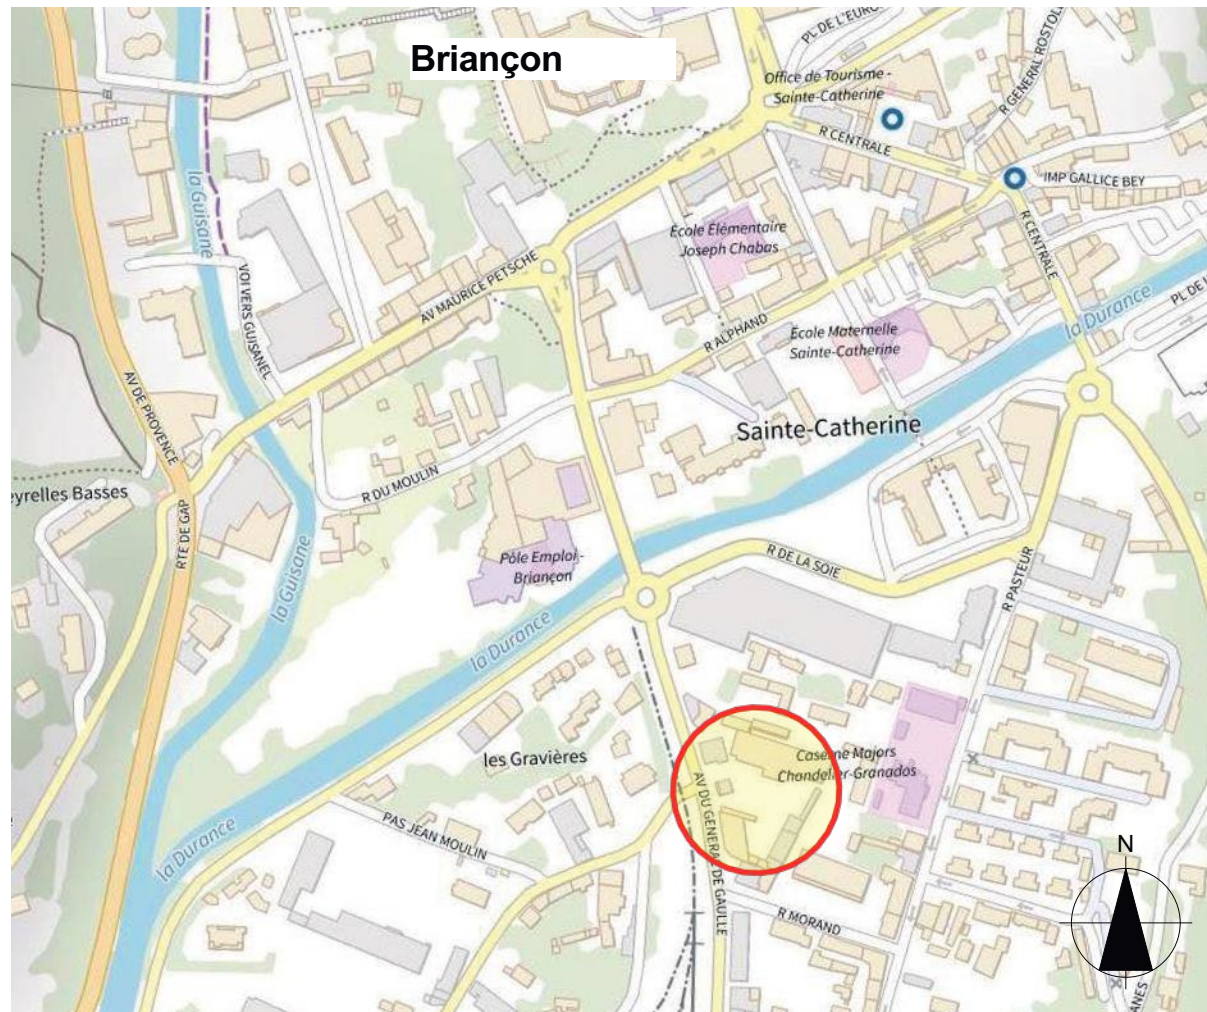 Briançon
PL DE L'EURO
Office de Tourisme -
Sainte-Catherine
R GENERAL ROSTOL
R CENTRALE
IMP GALLICE BEY
la Guisane
École Élémentaire
Joseph Chabas
R CENTRALE
AV MAURICE PETSCHE
VOI VERS GUISANEL
R ALPHAND
École Maternelle
Sainte-Catherine
la Durance
PL DE L
AV DE PROVENCE
Sainte-Catherine
eyrelles Basses
R DU MOULIN
RTE DE GAP
Pôle Emploi -
Briançon
R DE LA SOIE
R PASTEUR
la Guisane
la Durance
les Gravières
Caserne Majors
Chandelier-Granados
AV DU GENERAL DE GAULLE
PAS JEAN MOULIN
la Durance
R MORAND
N
ANES